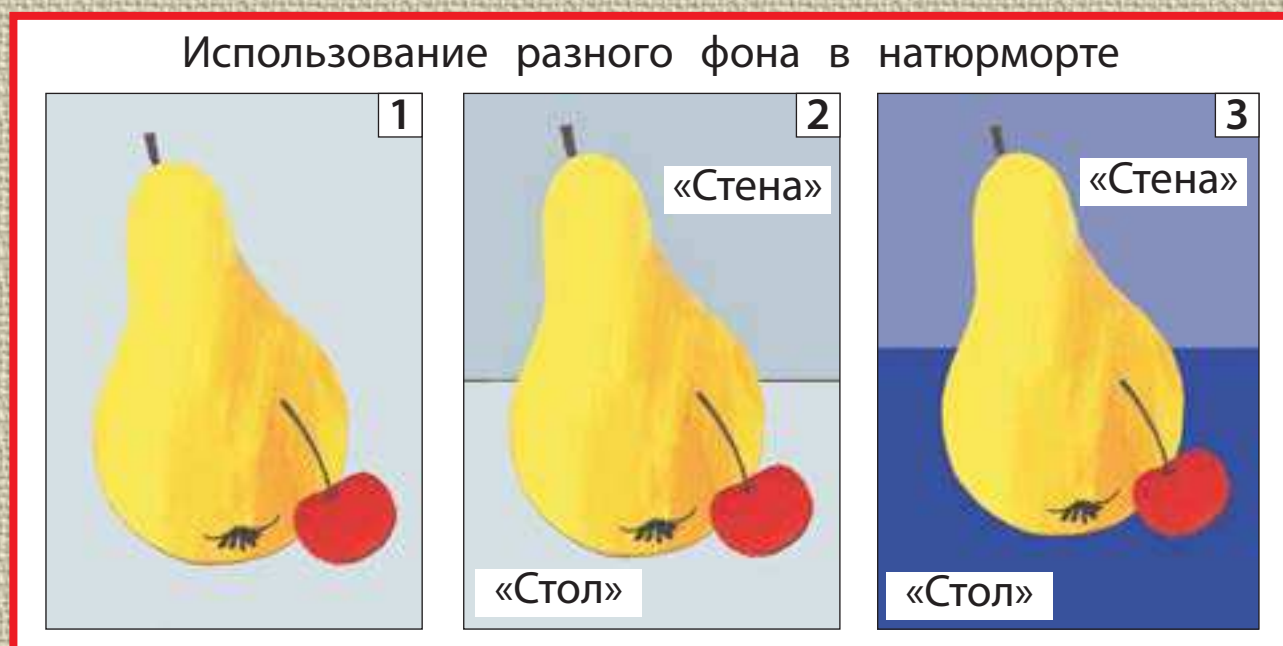 Использование разного фона в натюрморте
1
2
3
«Стена»
«Стена»
«Стол»
«Стол»